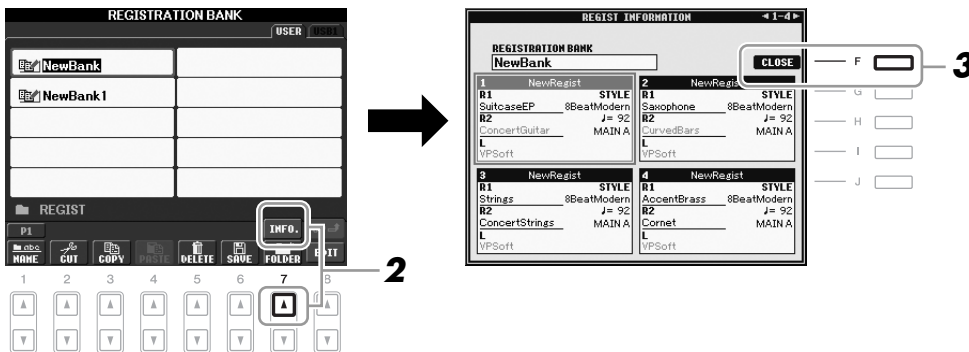 REGISTRATION BANK
USER USB1
NewBank
NewBank1
REGIST
P1 INFO.
abc NAME CUT COPY PASTE DELETE SAVE FOLDER EDIT
1 2 3 4 5 6 7 8
2
REGIST INFORMATION 1-4
REGISTRATION BANK
NewBank
CLOSE
F
3
G
H
I
J
1 NewRegist
R1 STYLE
SuitcaseEP 8BeatModern
R2 ♩= 92
ConcertGuitar MAIN A
L
VPSoft
2 NewRegist
R1 STYLE
Saxophone 8BeatModern
R2 ♩= 92
CurvedBars MAIN A
L
VPSoft
3 NewRegist
R1 STYLE
Strings 8BeatModern
R2 ♩= 92
ConcertStrings MAIN A
L
VPSoft
4 NewRegist
R1 STYLE
AccentBrass 8BeatModern
R2 ♩= 92
Cornet MAIN A
L
VPSoft